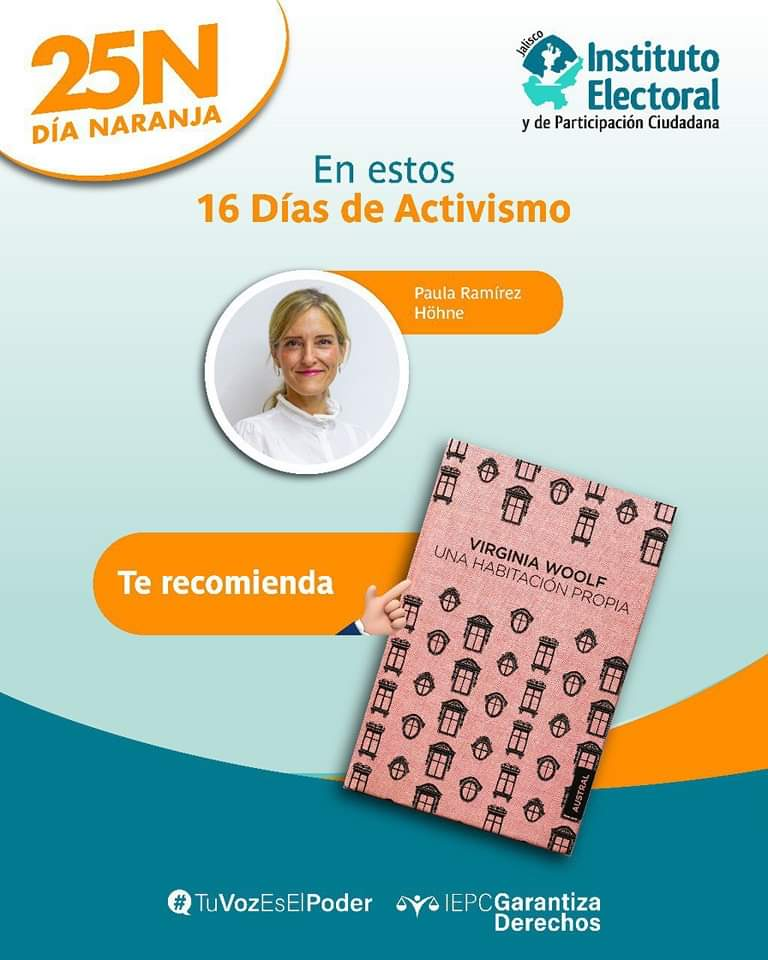 25N
DÍA NARANJA
Jalisco
Instituto
Electoral
y de Participación Ciudadana
En estos
16 Días de Activismo
Paula Ramírez
Höhne
Te recomienda
VIRGINIA WOOLF
UNA HABITACIÓN PROPIA
AUSTRAL
#TuVozEsElPoder
IEPCGarantiza
Derechos